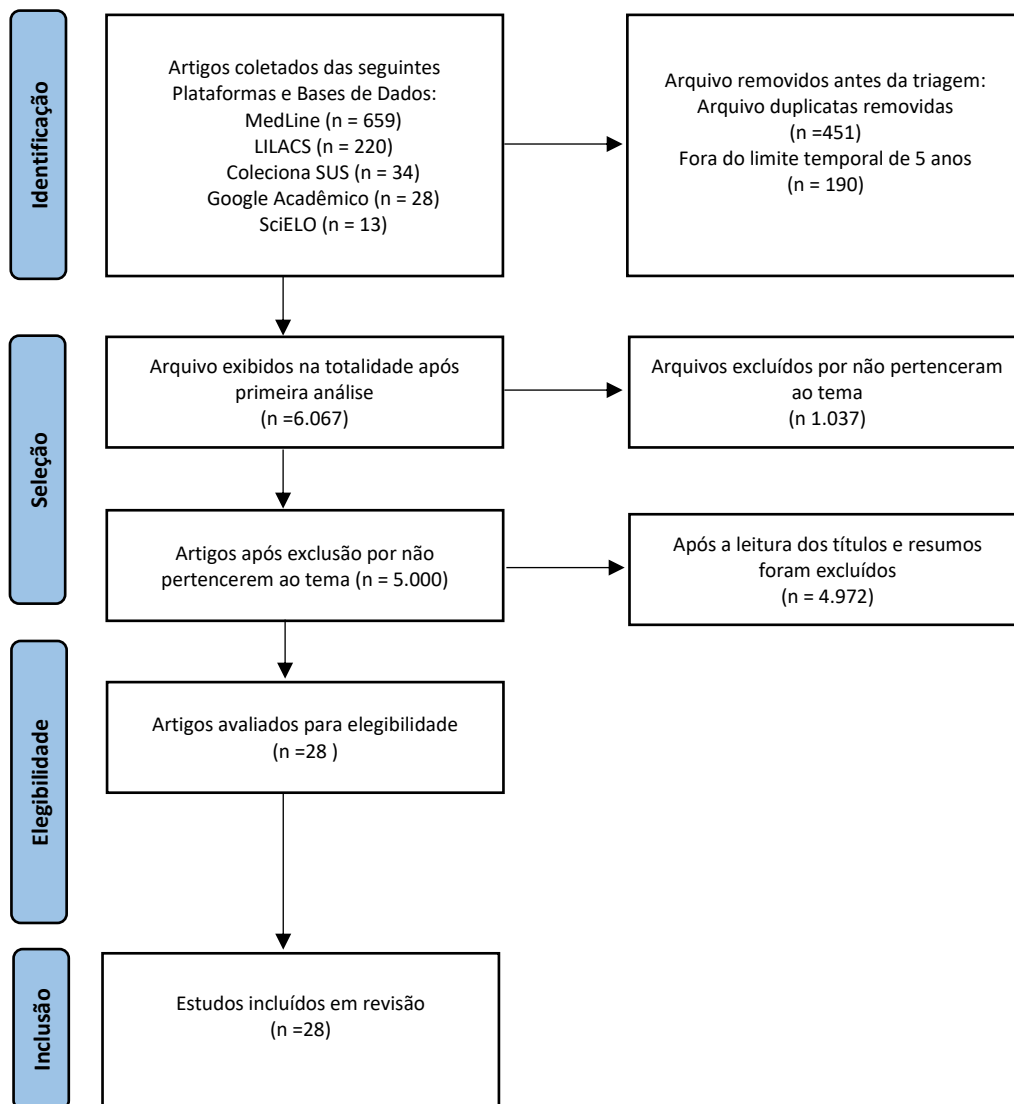 Identificação
Artigos coletados das seguintes
Plataformas e Bases de Dados:
MedLine (n = 659)
LILACS (n = 220)
Coleciona SUS (n = 34)
Google Acadêmico (n = 28)
SciELO (n = 13)
Arquivo removidos antes da triagem:
Arquivo duplicatas removidas
(n =451)
Fora do limite temporal de 5 anos
(n = 190)
Seleção
Arquivo exibidos na totalidade após
primeira análise
(n =6.067)
Arquivos excluídos por não pertenceram
ao tema
(n 1.037)
Artigos após exclusão por não
pertencerem ao tema (n = 5.000)
Após a leitura dos títulos e resumos
foram excluídos
(n = 4.972)
Elegibilidade
Artigos avaliados para elegibilidade
(n =28 )
Inclusão
Estudos incluídos em revisão
(n =28)